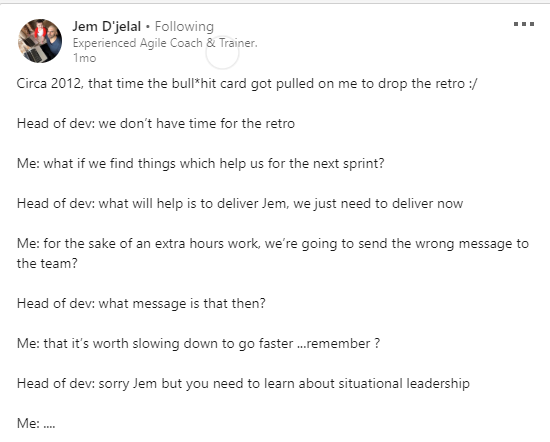 Jem D'jelal • Following
Experienced Agile Coach & Trainer.
1mo
Circa 2012, that time the bull*hit card got pulled on me to drop the retro :/
Head of dev: we don't have time for the retro
Me: what if we find things which help us for the next sprint?
Head of dev: what will help is to deliver Jem, we just need to deliver now
Me: for the sake of an extra hours work, we're going to send the wrong message to
the team?
Head of dev: what message is that then?
Me: that it's worth slowing down to go faster ...remember ?
Head of dev: sorry Jem but you need to learn about situational leadership
Me: ....